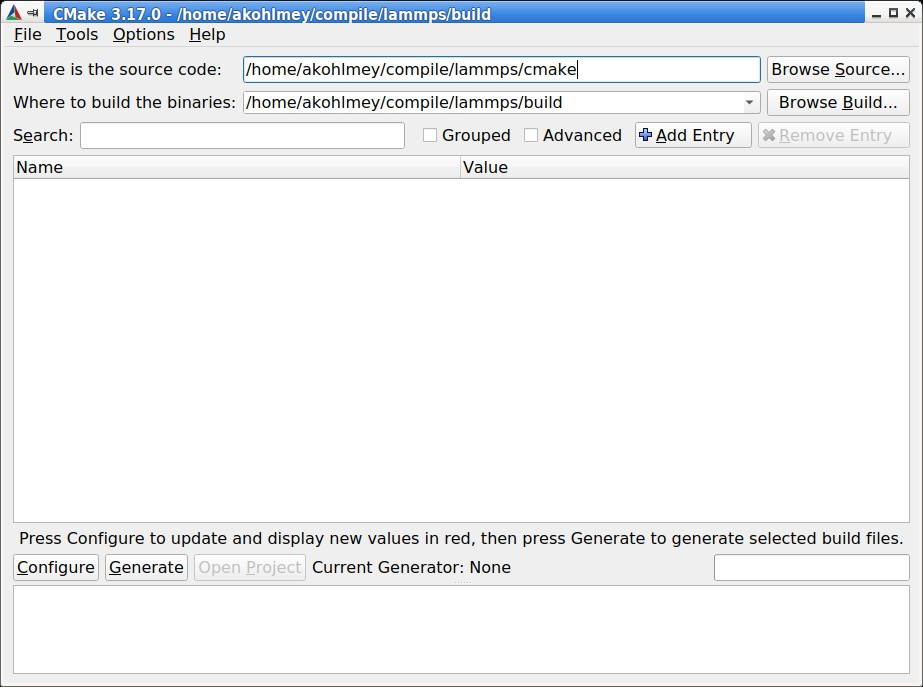 CMake 3.17.0 - /home/akohlmey/compile/lammps/build
File Tools Options Help
Where is the source code: /home/akohlmey/compile/lammps/cmake Browse Source...
Where to build the binaries: /home/akohlmey/compile/lammps/build Browse Build...
Search: Grouped Advanced Add Entry Remove Entry
Name Value
Press Configure to update and display new values in red, then press Generate to generate selected build files.
Configure Generate Open Project Current Generator: None